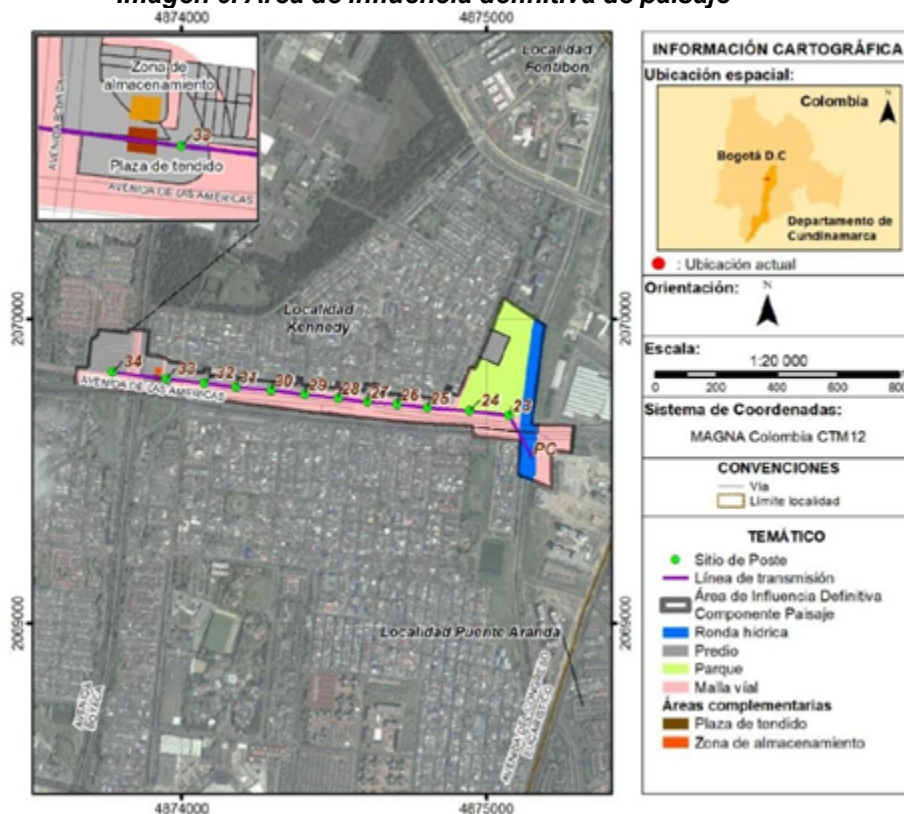 Imagen 6. Área de influencia definitiva de paisaje
4874000
4875000
Localidad
Fontibon
Zona de
almacenamiento
33
Plaza de tendido
AVENIDA BOYACA
AVENIDA DE LAS AMERICAS
2070000
2070000
Localidad
Kennedy
34
33
32
31
30
29
28
27
26
25
24
23
PC
AVENIDA DE LAS AMERICAS
2069000
2069000
Localidad Puente Aranda
AVENIDA
BOYACA
4874000
4875000
INFORMACIÓN CARTOGRÁFICA
Ubicación espacial:
N
Colombia
Bogotá D.C
Departamento de
Cundinamarca
: Ubicación actual
Orientación:
N
Escala:
1:20 000
0 200 400 600 800
Sistema de Coordenadas:
MAGNA Colombia CTM12
CONVENCIONES
Vía
Límite localidad
TEMÁTICO
Sitio de Poste
Línea de transmisión
Área de Influencia Definitiva
Componente Paisaje
Ronda hídrica
Predio
Parque
Malla vial
Áreas complementarias
Plaza de tendido
Zona de almacenamiento